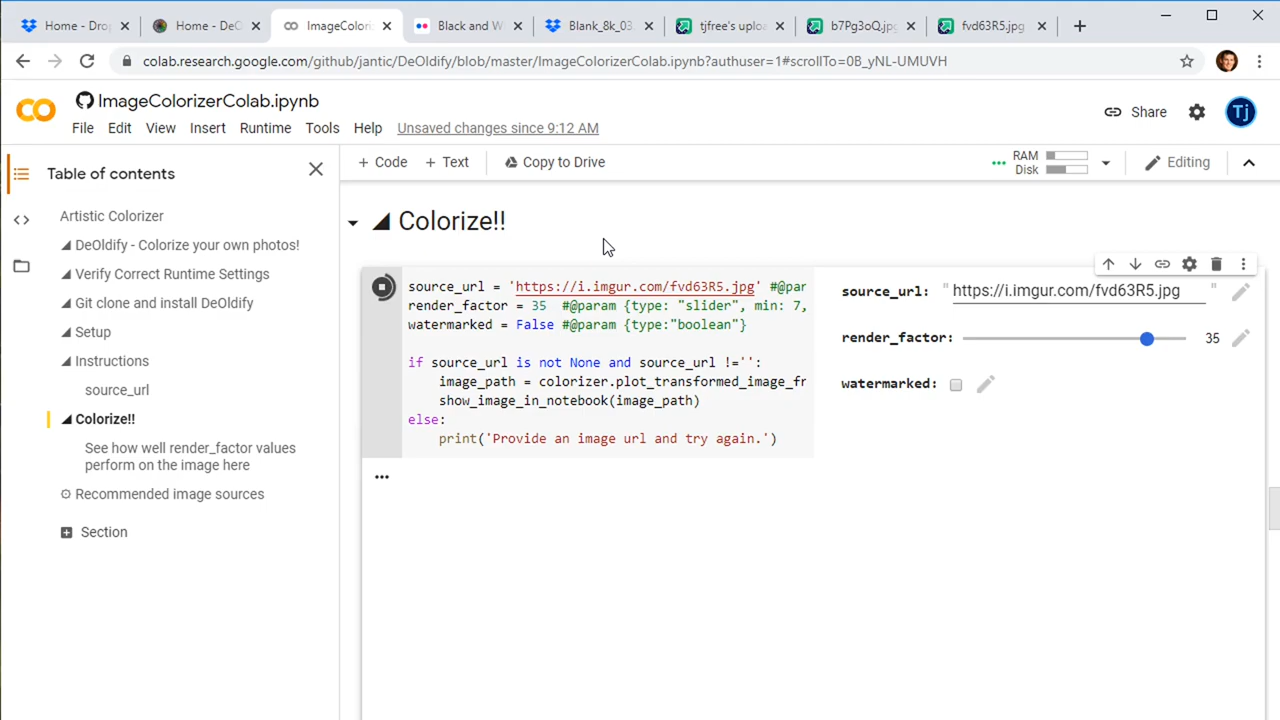 Home - Dro
Home - DeO
ImageColoriz
Black and W
Blank_8k_03
tjfree's uplo
b7Pg3oQ.jpg
fvd63R5.jpg
colab.research.google.com/github/jantic/DeOldify/blob/master/ImageColorizerColab.ipynb?authuser=1#scrollTo=0B_yNL-UMUVH
CO
ImageColorizerColab.ipynb
Share
Tj
File Edit View Insert Runtime Tools Help Unsaved changes since 9:12 AM
+ Code + Text Copy to Drive
RAM
Disk
Editing
Table of contents
Artistic Colorizer
◢ DeOldify - Colorize your own photos!
◢ Verify Correct Runtime Settings
◢ Git clone and install DeOldify
◢ Setup
◢ Instructions
source_url
◢ Colorize!!
See how well render_factor values
perform on the image here
⊙ Recommended image sources
Section
◢ Colorize!!
source_url = 'https://i.imgur.com/fvd63R5.jpg' #@par
render_factor = 35  #@param {type: "slider", min: 7,
watermarked = False #@param {type:"boolean"}
if source_url is not None and source_url !='':
image_path = colorizer.plot_transformed_image_fr
show_image_in_notebook(image_path)
else:
print('Provide an image url and try again.')
source_url: " https://i.imgur.com/fvd63R5.jpg "
render_factor: 35
watermarked:
•••